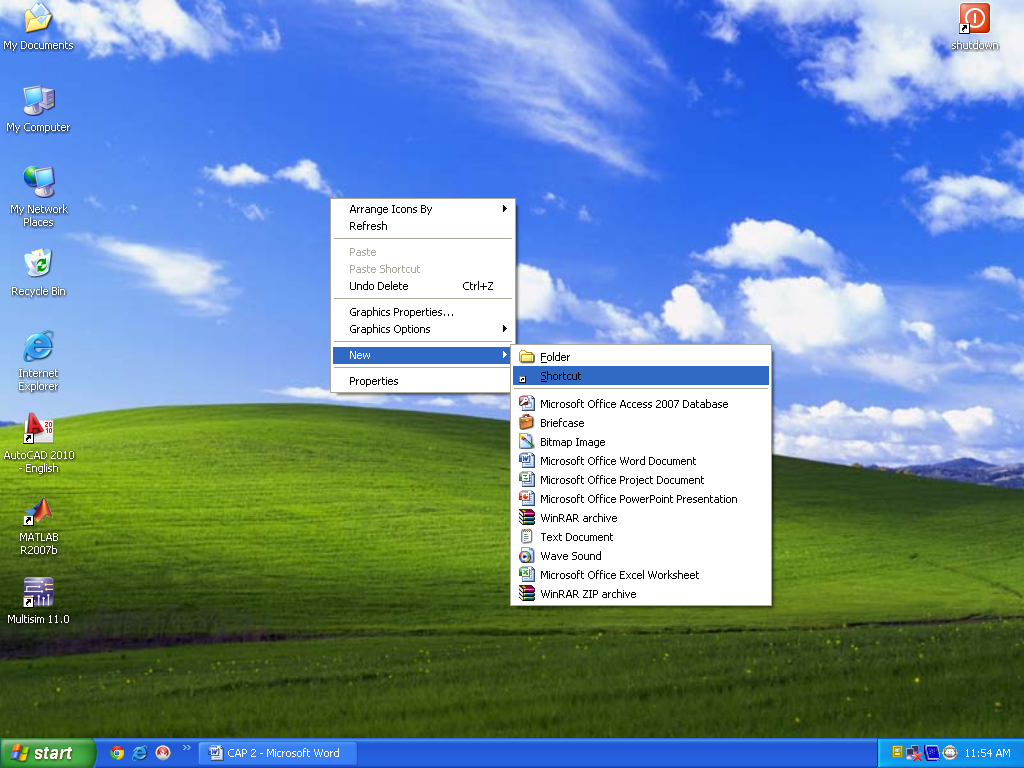 My Documents
My Computer
My Network
Places
Recycle Bin
Internet
Explorer
AutoCAD 2010
- English
MATLAB
R2007b
Multisim 11.0
shutdown
Arrange Icons By
Refresh
Paste
Paste Shortcut
Undo Delete Ctrl+Z
Graphics Properties...
Graphics Options
New
Properties
Folder
Shortcut
Microsoft Office Access 2007 Database
Briefcase
Bitmap Image
Microsoft Office Word Document
Microsoft Office Project Document
Microsoft Office PowerPoint Presentation
WinRAR archive
Text Document
Wave Sound
Microsoft Office Excel Worksheet
WinRAR ZIP archive
start
CAP 2 - Microsoft Word
11:54 AM